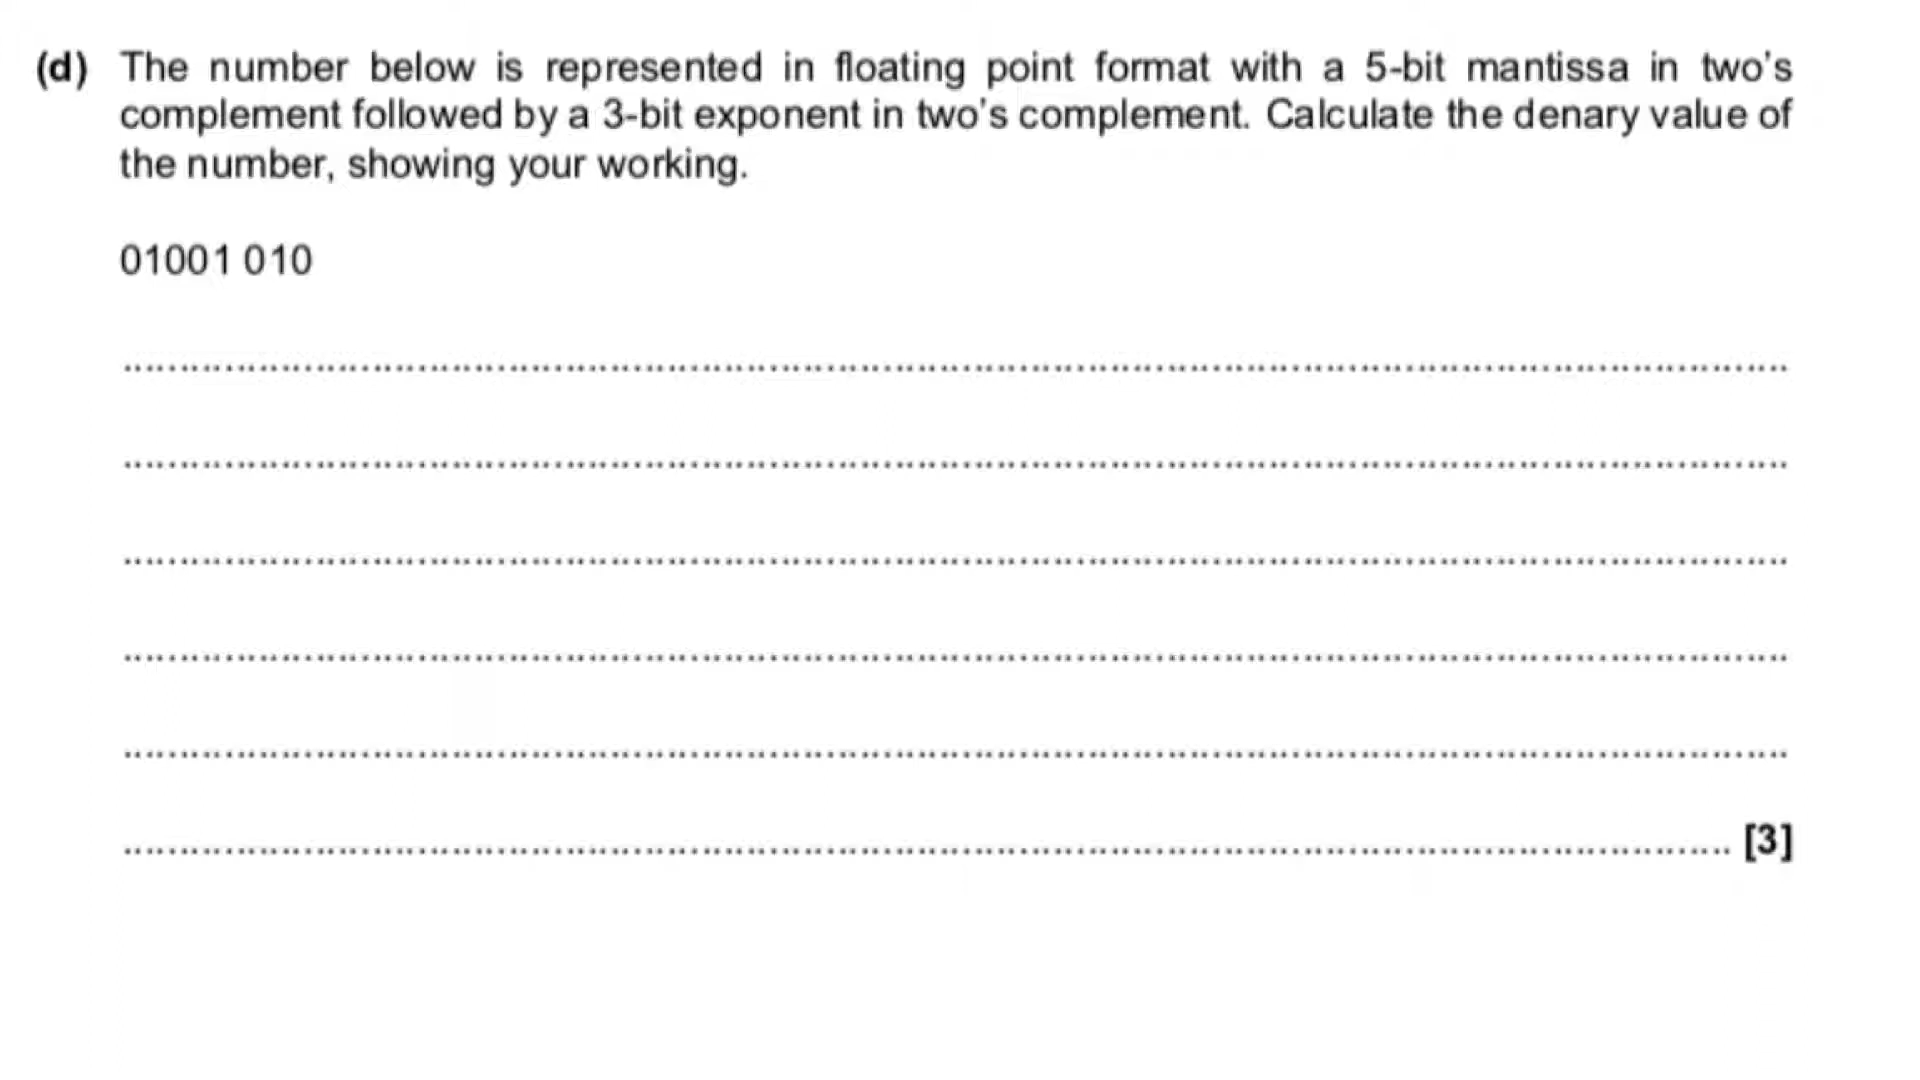 (d) The number below is represented in floating point format with a 5-bit mantissa in two's
complement followed by a 3-bit exponent in two's complement. Calculate the denary value of
the number, showing your working.
01001 010
[3]